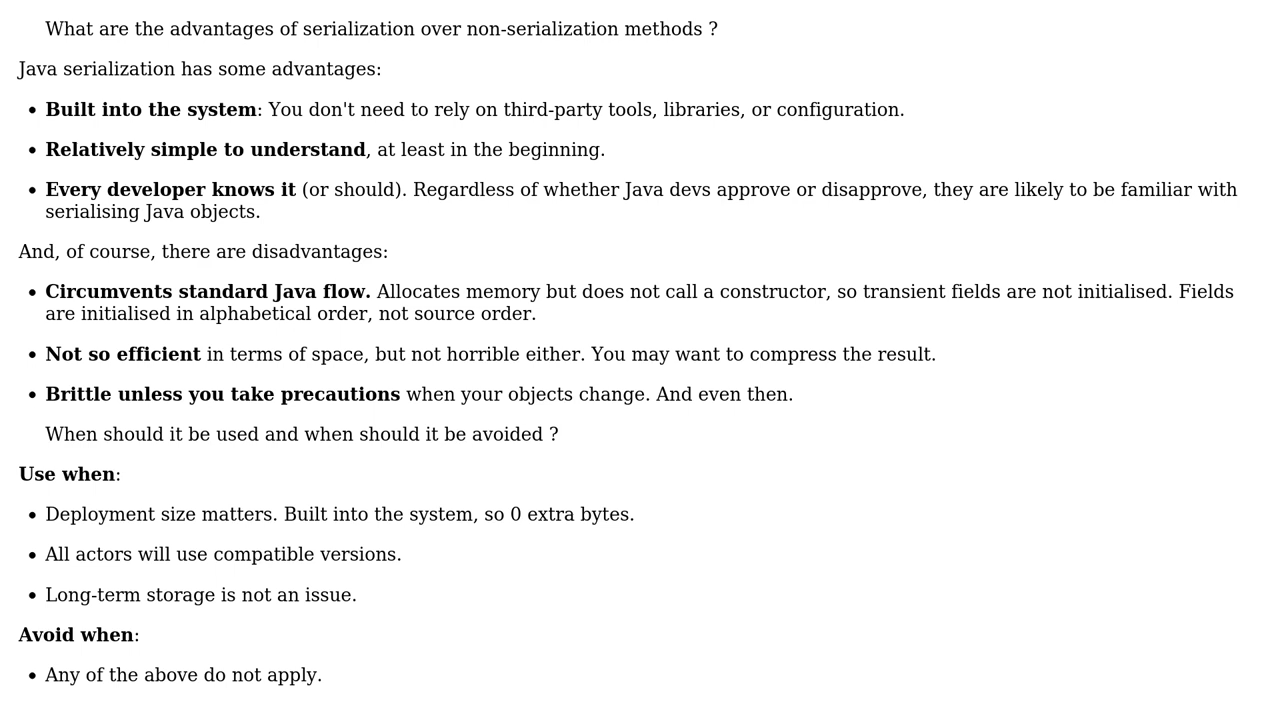 What are the advantages of serialization over non-serialization methods ?
Java serialization has some advantages:
• Built into the system: You don't need to rely on third-party tools, libraries, or configuration.
• Relatively simple to understand, at least in the beginning.
• Every developer knows it (or should). Regardless of whether Java devs approve or disapprove, they are likely to be familiar with
serialising Java objects.
And, of course, there are disadvantages:
• Circumvents standard Java flow. Allocates memory but does not call a constructor, so transient fields are not initialised. Fields
are initialised in alphabetical order, not source order.
• Not so efficient in terms of space, but not horrible either. You may want to compress the result.
• Brittle unless you take precautions when your objects change. And even then.
When should it be used and when should it be avoided ?
Use when:
• Deployment size matters. Built into the system, so 0 extra bytes.
• All actors will use compatible versions.
• Long-term storage is not an issue.
Avoid when:
• Any of the above do not apply.